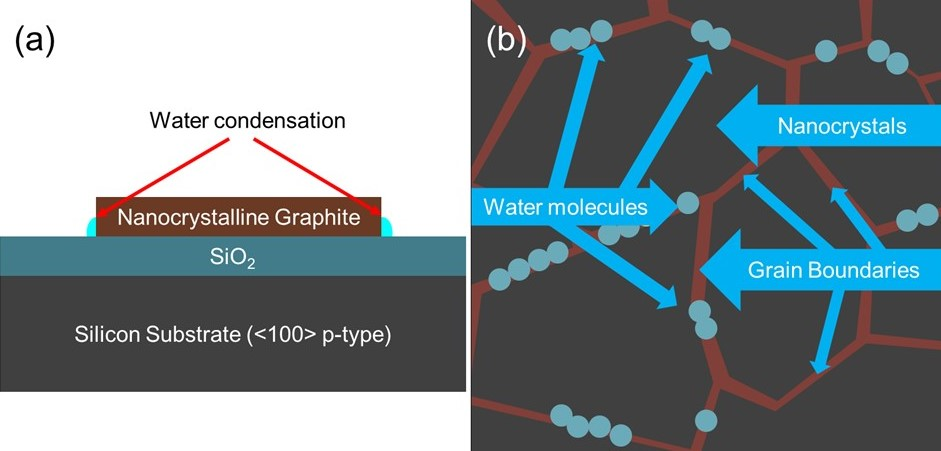 (a)
Water condensation
Nanocrystalline Graphite
SiO₂
Silicon Substrate (<100> p-type)
(b)
Nanocrystals
Water molecules
Grain Boundaries